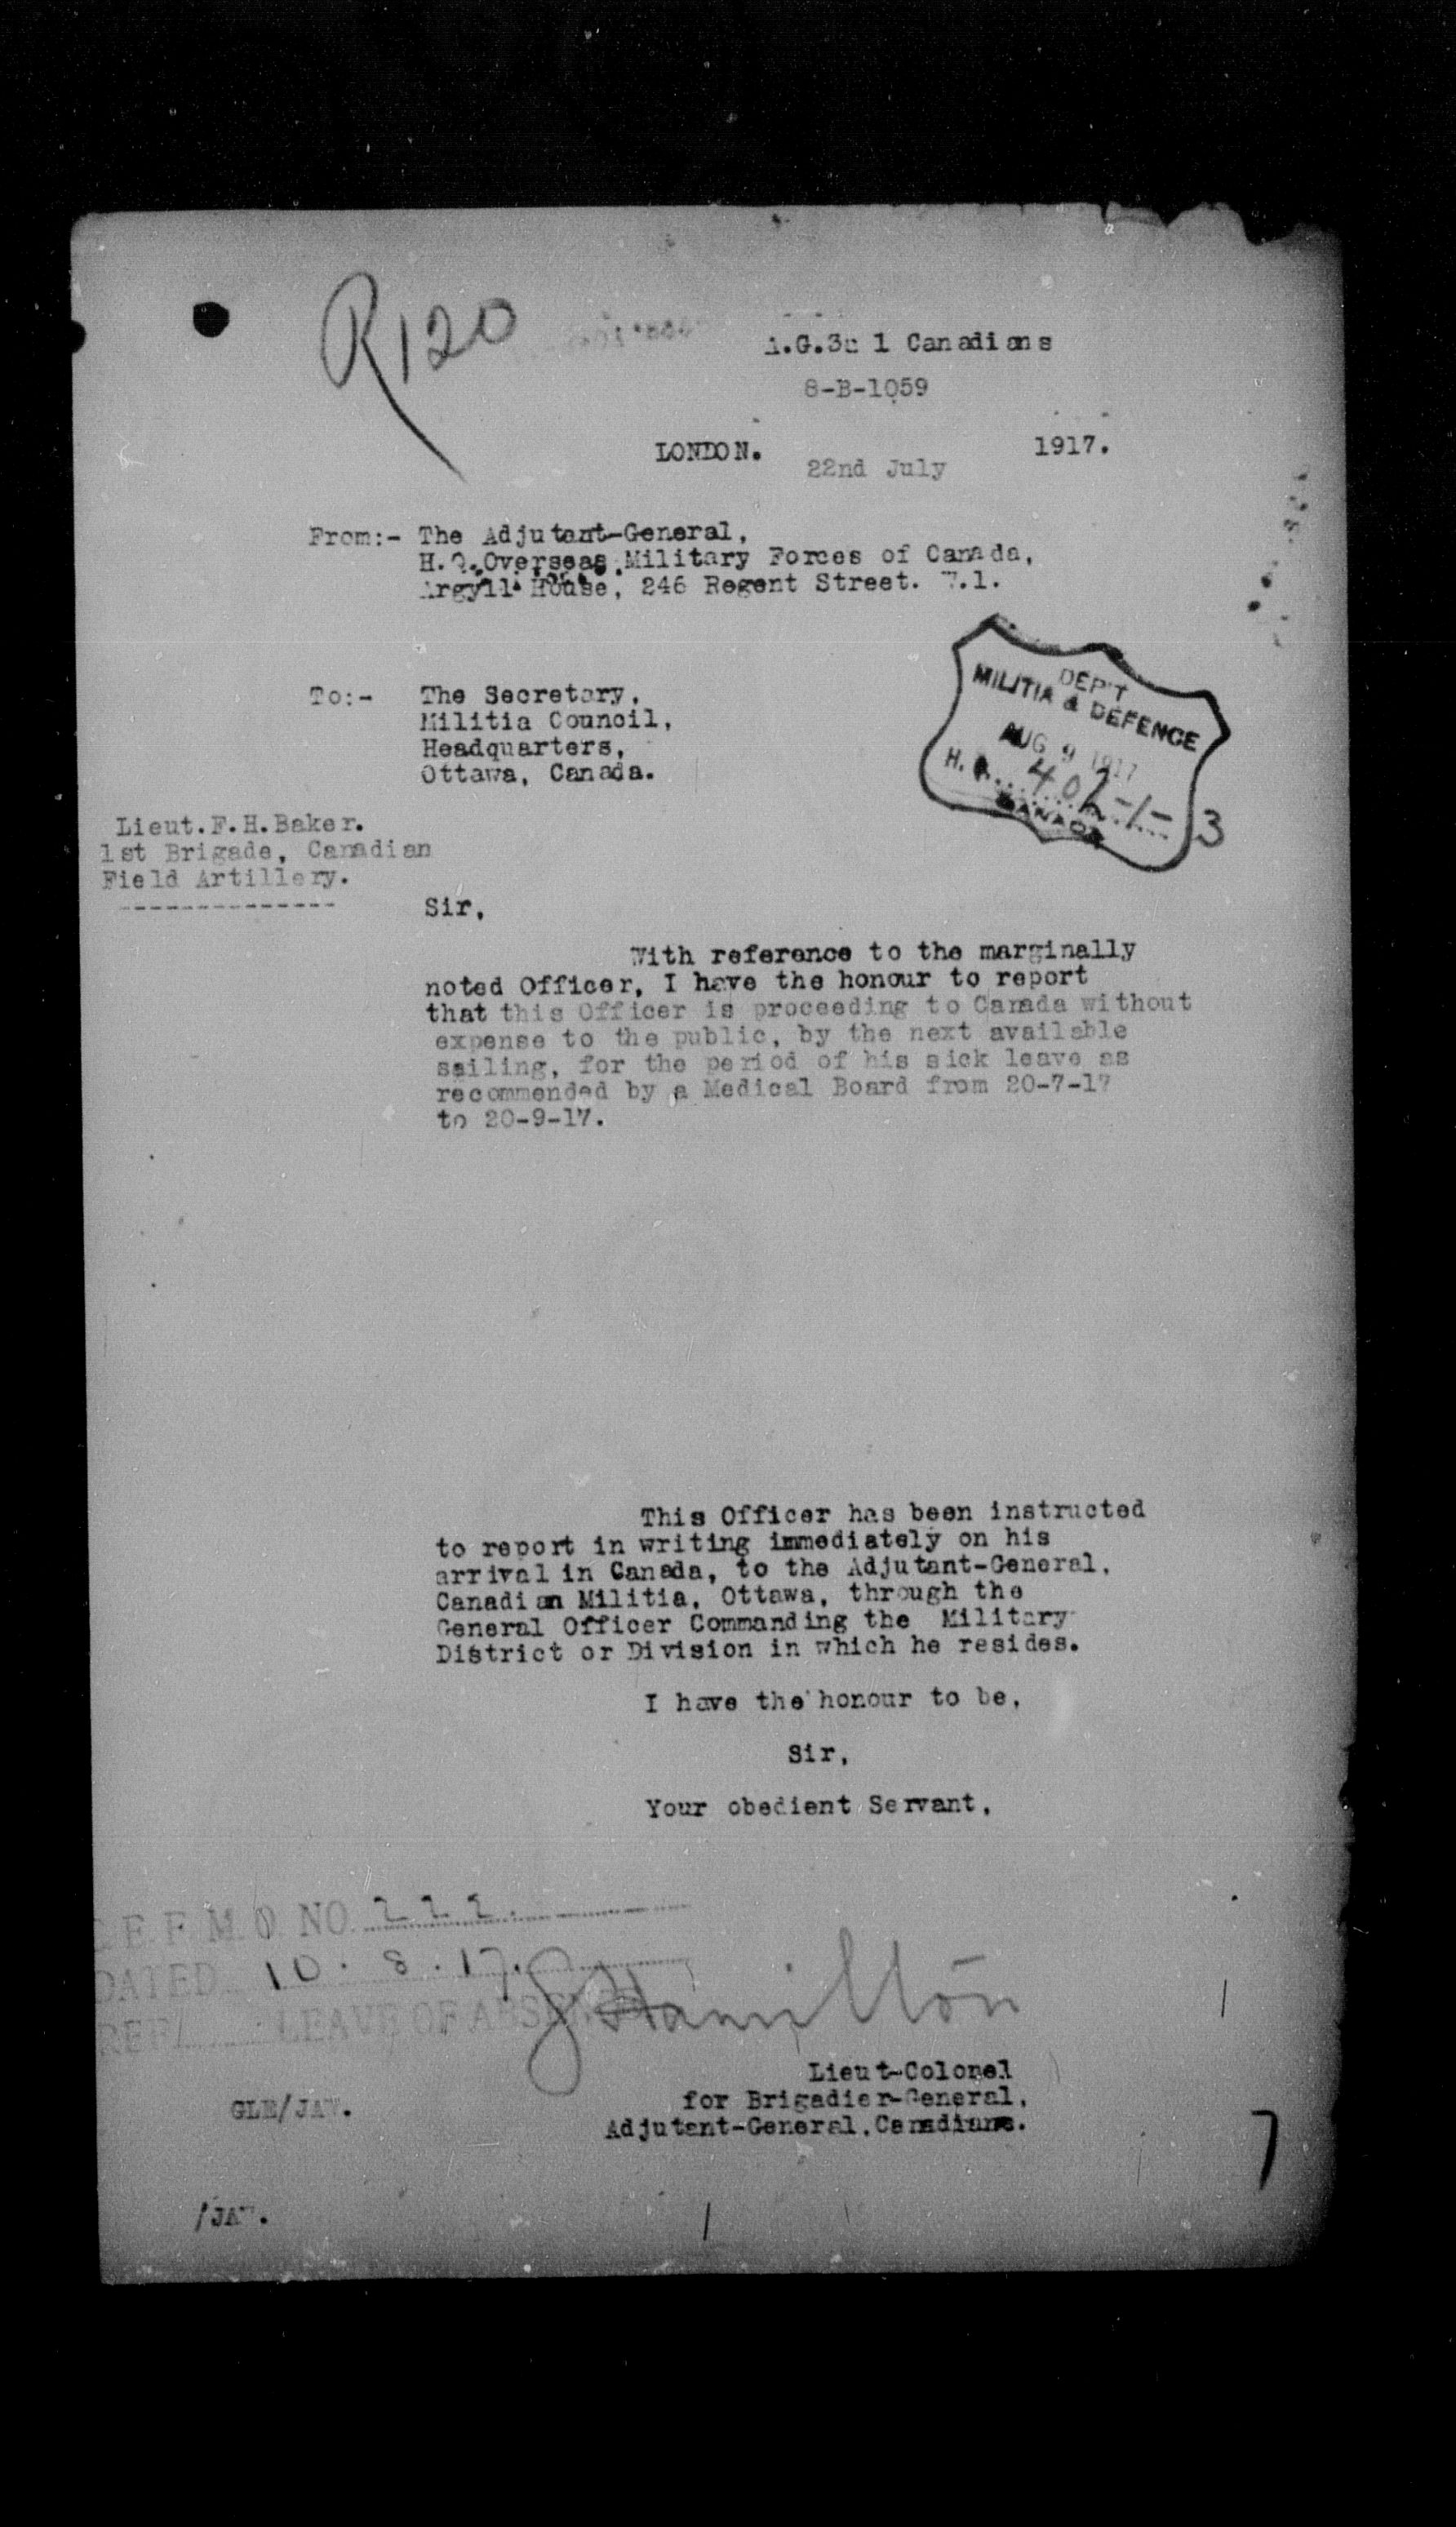 R120
A.G.3c 1 Canadians
8-B-1059
LONDON. 22nd July 1917.
From:- The Adjutant-General,
H.Q. Overseas Military Forces of Canada,
Argyll House, 246 Regent Street. W.1.
DEP'T
MILITIA & DEFENCE
AUG 9 1917
H.Q. 402-1-3
CANADA
To:- The Secretary,
Militia Council,
Headquarters,
Ottawa, Canada.
Lieut.F.H.Baker.
1st Brigade, Canadian
Field Artillery.
--------------
Sir,
With reference to the marginally
noted Officer, I have the honour to report
that this Officer is proceeding to Canada without
expense to the public, by the next available
sailing, for the period of his sick leave as
recommended by a Medical Board from 20-7-17
to 20-9-17.
This Officer has been instructed
to report in writing immediately on his
arrival in Canada, to the Adjutant-General,
Canadian Militia, Ottawa, through the
General Officer Commanding the Military
District or Division in which he resides.
I have the honour to be,
Sir,
Your obedient Servant,
C.E.F.M.O. NO. 222.
DATED 10.8.17.
REF/ LEAVE OF ABSENCE
JHamilton
Lieut-Colonel
for Brigadier-General,
Adjutant-General, Canadians.
GLE/JAW.
7
/JAW.